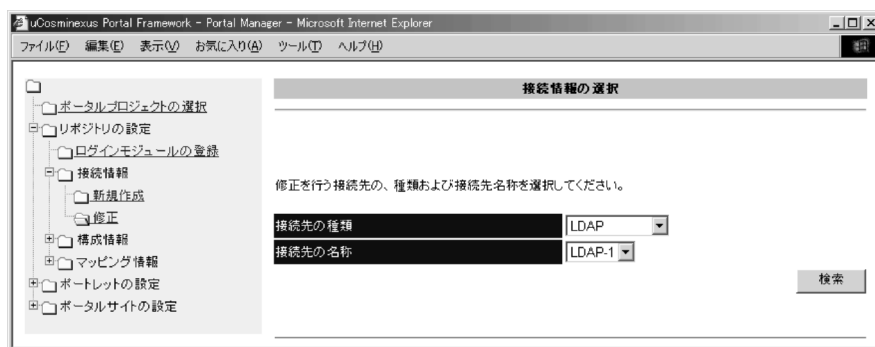 uCosminexus Portal Framework - Portal Manager - Microsoft Internet Explorer
ファイル(F) 編集(E) 表示(V) お気に入り(A) ツール(T) ヘルプ(H)
ポータルプロジェクトの選択
リポジトリの設定
ログインモジュールの登録
接続情報
新規作成
修正
構成情報
マッピング情報
ポートレットの設定
ポータルサイトの設定
接続情報の選択
修正を行う接続先の、種類および接続先名称を選択してください。
接続先の種類 LDAP
接続先の名称 LDAP-1
検索